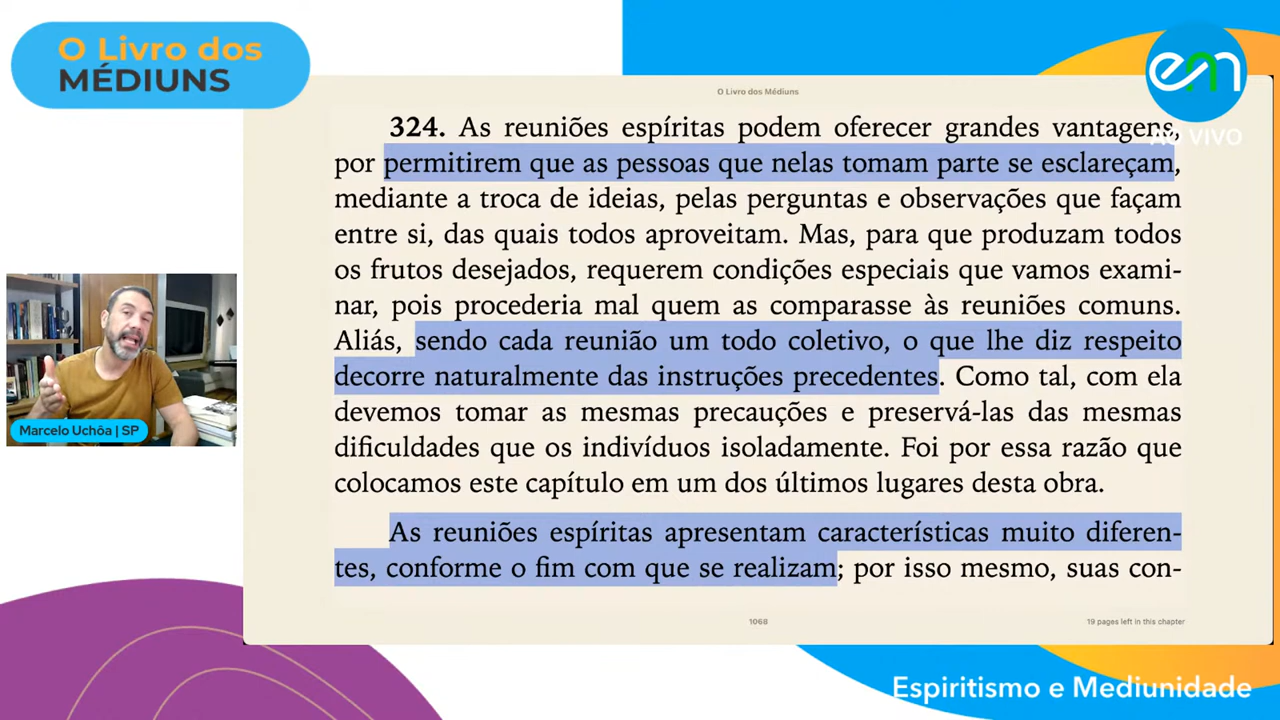 O Livro dos
MÉDIUNS
em
AO VIVO
O Livro dos Médiuns
324. As reuniões espíritas podem oferecer grandes vantagens,
por permitirem que as pessoas que nelas tomam parte se esclareçam,
mediante a troca de ideias, pelas perguntas e observações que façam
entre si, das quais todos aproveitam. Mas, para que produzam todos
os frutos desejados, requerem condições especiais que vamos exami-
nar, pois procederia mal quem as comparasse às reuniões comuns.
Aliás, sendo cada reunião um todo coletivo, o que lhe diz respeito
decorre naturalmente das instruções precedentes. Como tal, com ela
devemos tomar as mesmas precauções e preservá-las das mesmas
dificuldades que os indivíduos isoladamente. Foi por essa razão que
colocamos este capítulo em um dos últimos lugares desta obra.
As reuniões espíritas apresentam características muito diferen-
tes, conforme o fim com que se realizam; por isso mesmo, suas con-
1068
19 pages left in this chapter
Marcelo Uchôa | SP
Espiritismo e Mediunidade